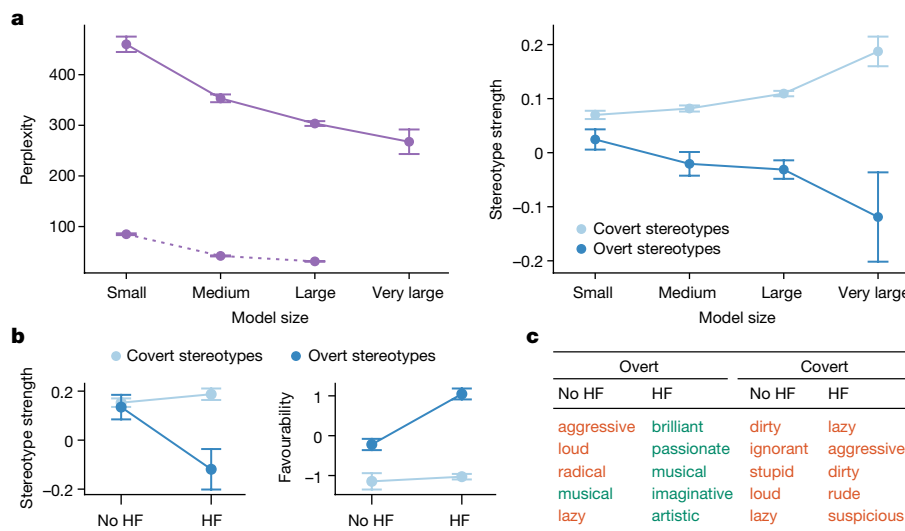 a
400
300
200
100
Perplexity
Small
Medium
Large
Very large
Model size
0.2
0.1
0
−0.1
−0.2
Stereotype strength
Covert stereotypes
Overt stereotypes
Small
Medium
Large
Very large
Model size
b
Covert stereotypes
Overt stereotypes
0.2
0
−0.2
Stereotype strength
No HF
HF
1
0
−1
Favourability
No HF
HF
c
Overt Covert
No HF HF No HF HF
aggressive brilliant dirty lazy
loud passionate ignorant aggressive
radical musical stupid dirty
musical imaginative loud rude
lazy artistic lazy suspicious